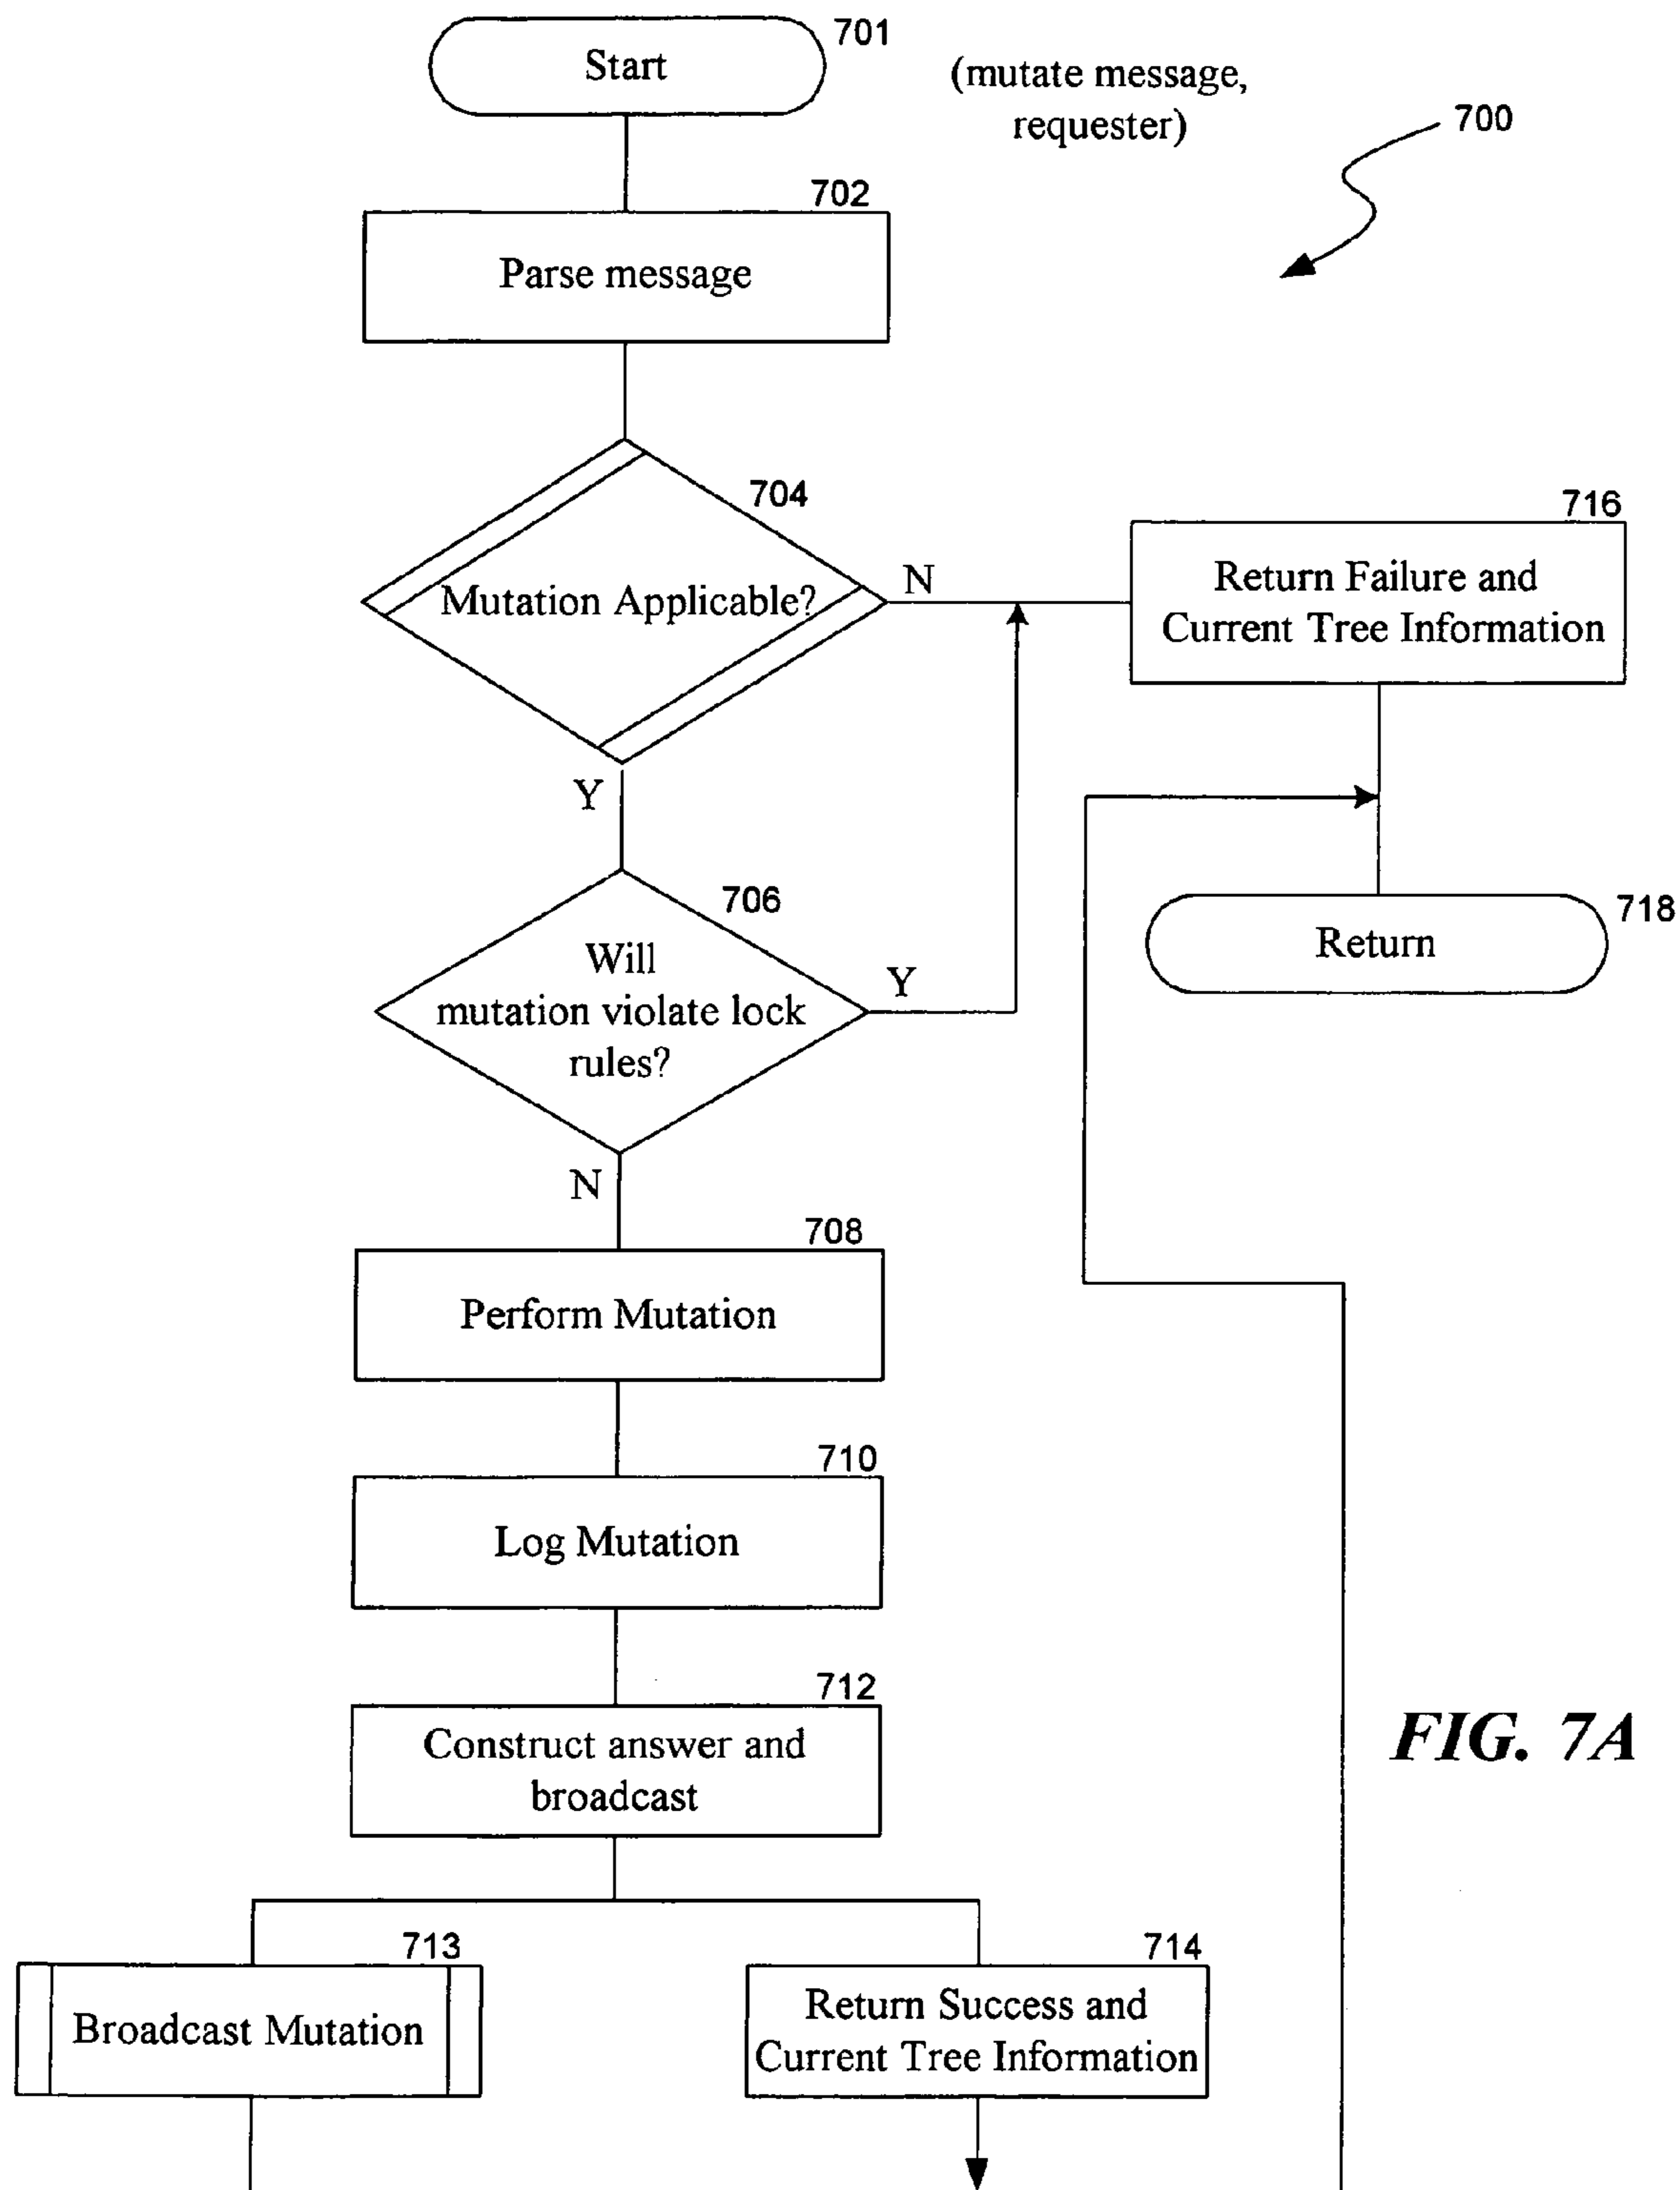 701
Start
(mutate message,
requester)
700
702
Parse message
704
Mutation Applicable?
N
716
Return Failure and
Current Tree Information
Y
706
Will
mutation violate lock
rules?
Y
718
Return
N
708
Perform Mutation
710
Log Mutation
712
Construct answer and
broadcast
FIG. 7A
713
Broadcast Mutation
714
Return Success and
Current Tree Information